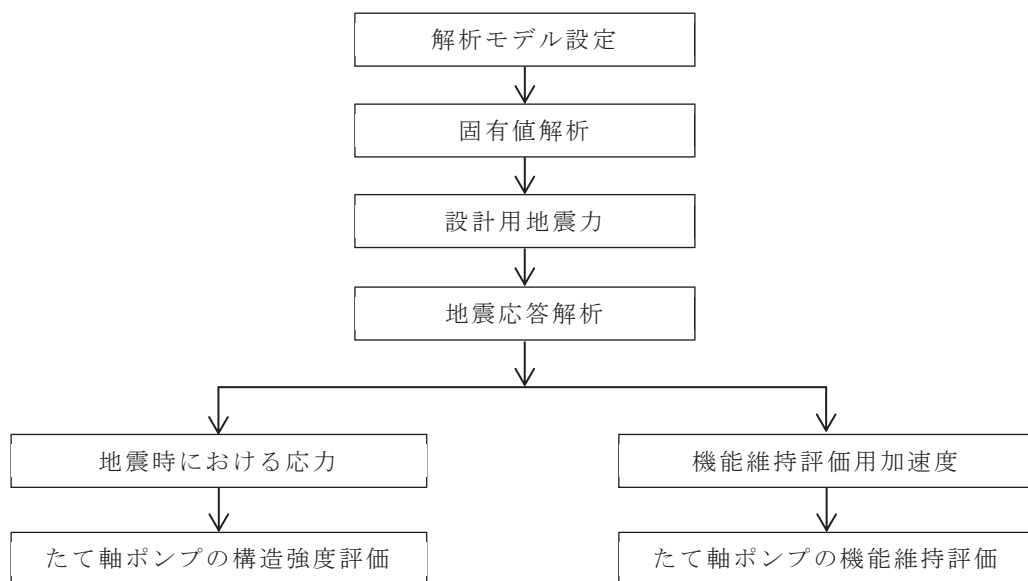 解析モデル設定
固有値解析
設計用地震力
地震応答解析
地震時における応力
機能維持評価用加速度
たて軸ポンプの構造強度評価
たて軸ポンプの機能維持評価